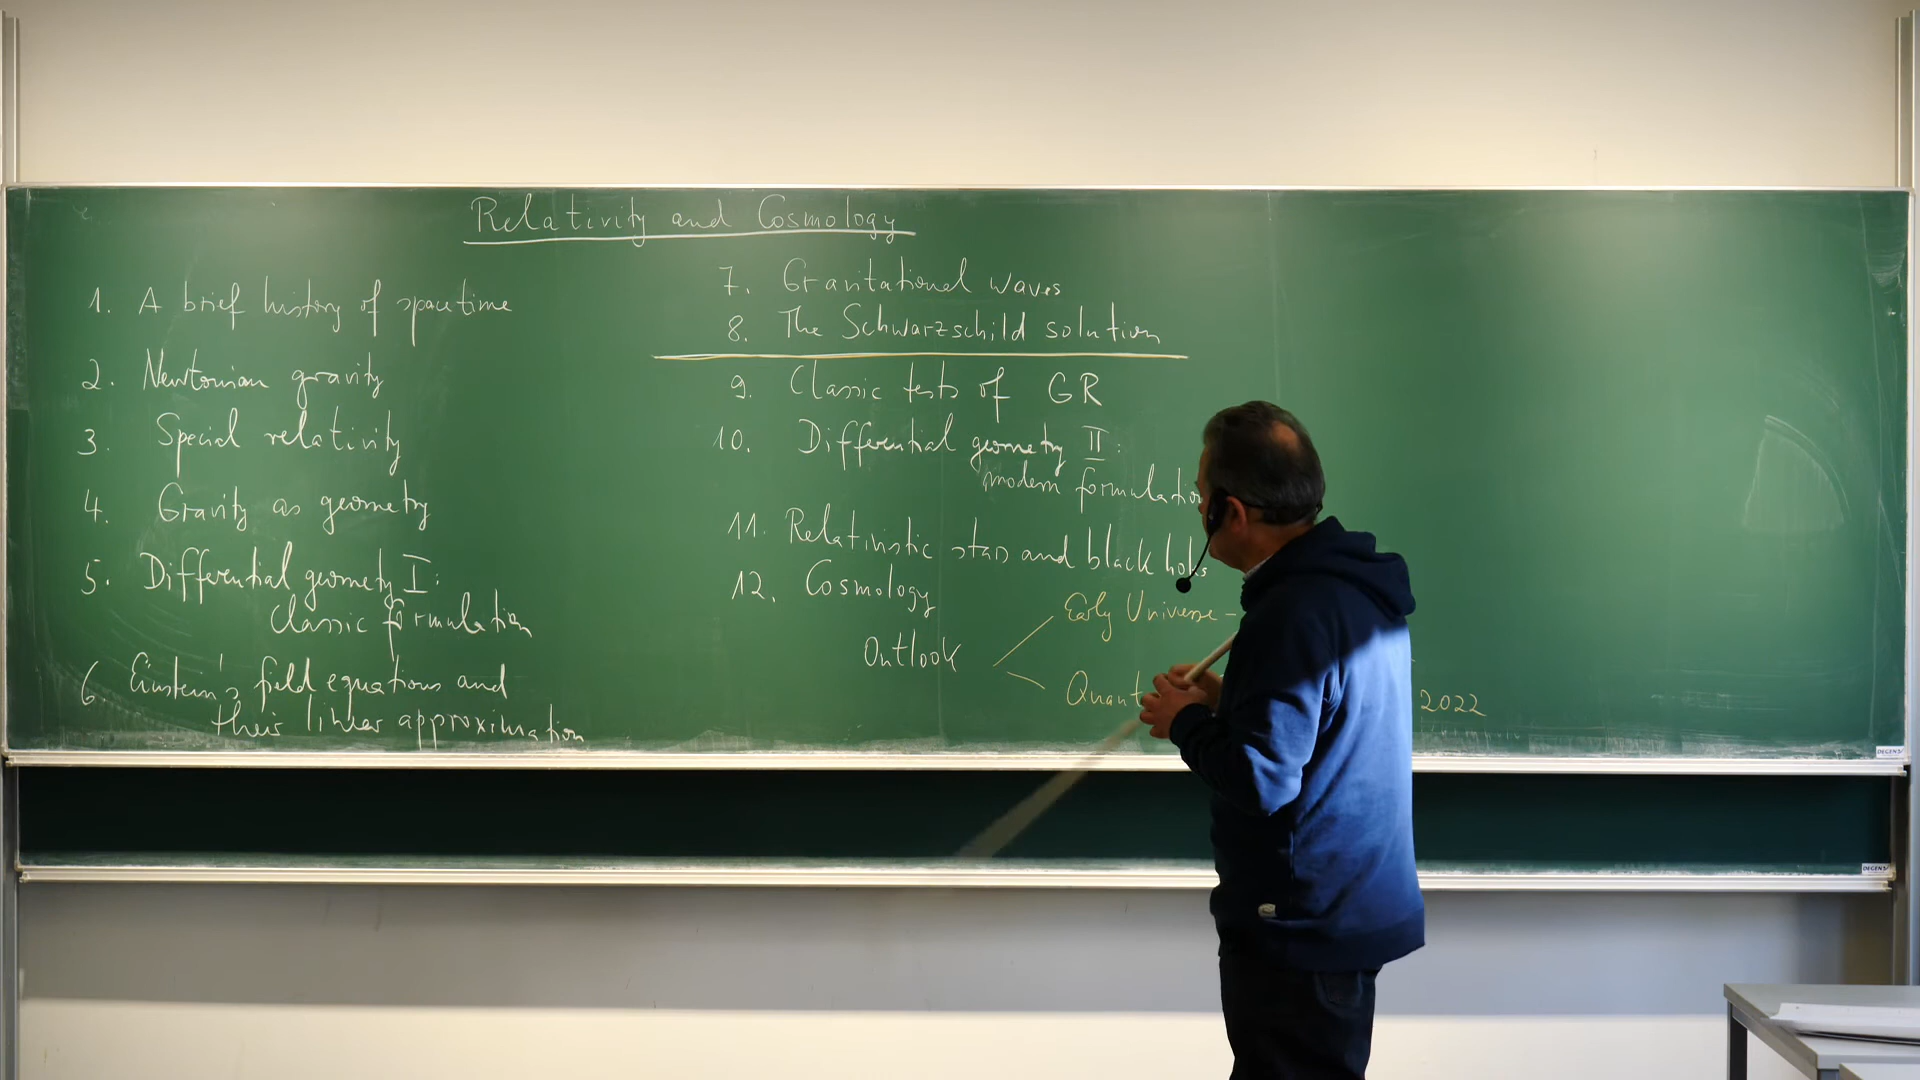 Relativity and Cosmology
1. A brief history of spacetime
2. Newtonian gravity
3. Special relativity
4. Gravity as geometry
5. Differential geometry I:
Classic formulation
6. Einstein's field equations and
their linear approximation
7. Gravitational waves
8. The Schwarzschild solution
9. Classic tests of GR
10. Differential geometry II:
modern formulation
11. Relativistic stars and black holes
12. Cosmology
Outlook
Early Universe -
Quant 2022